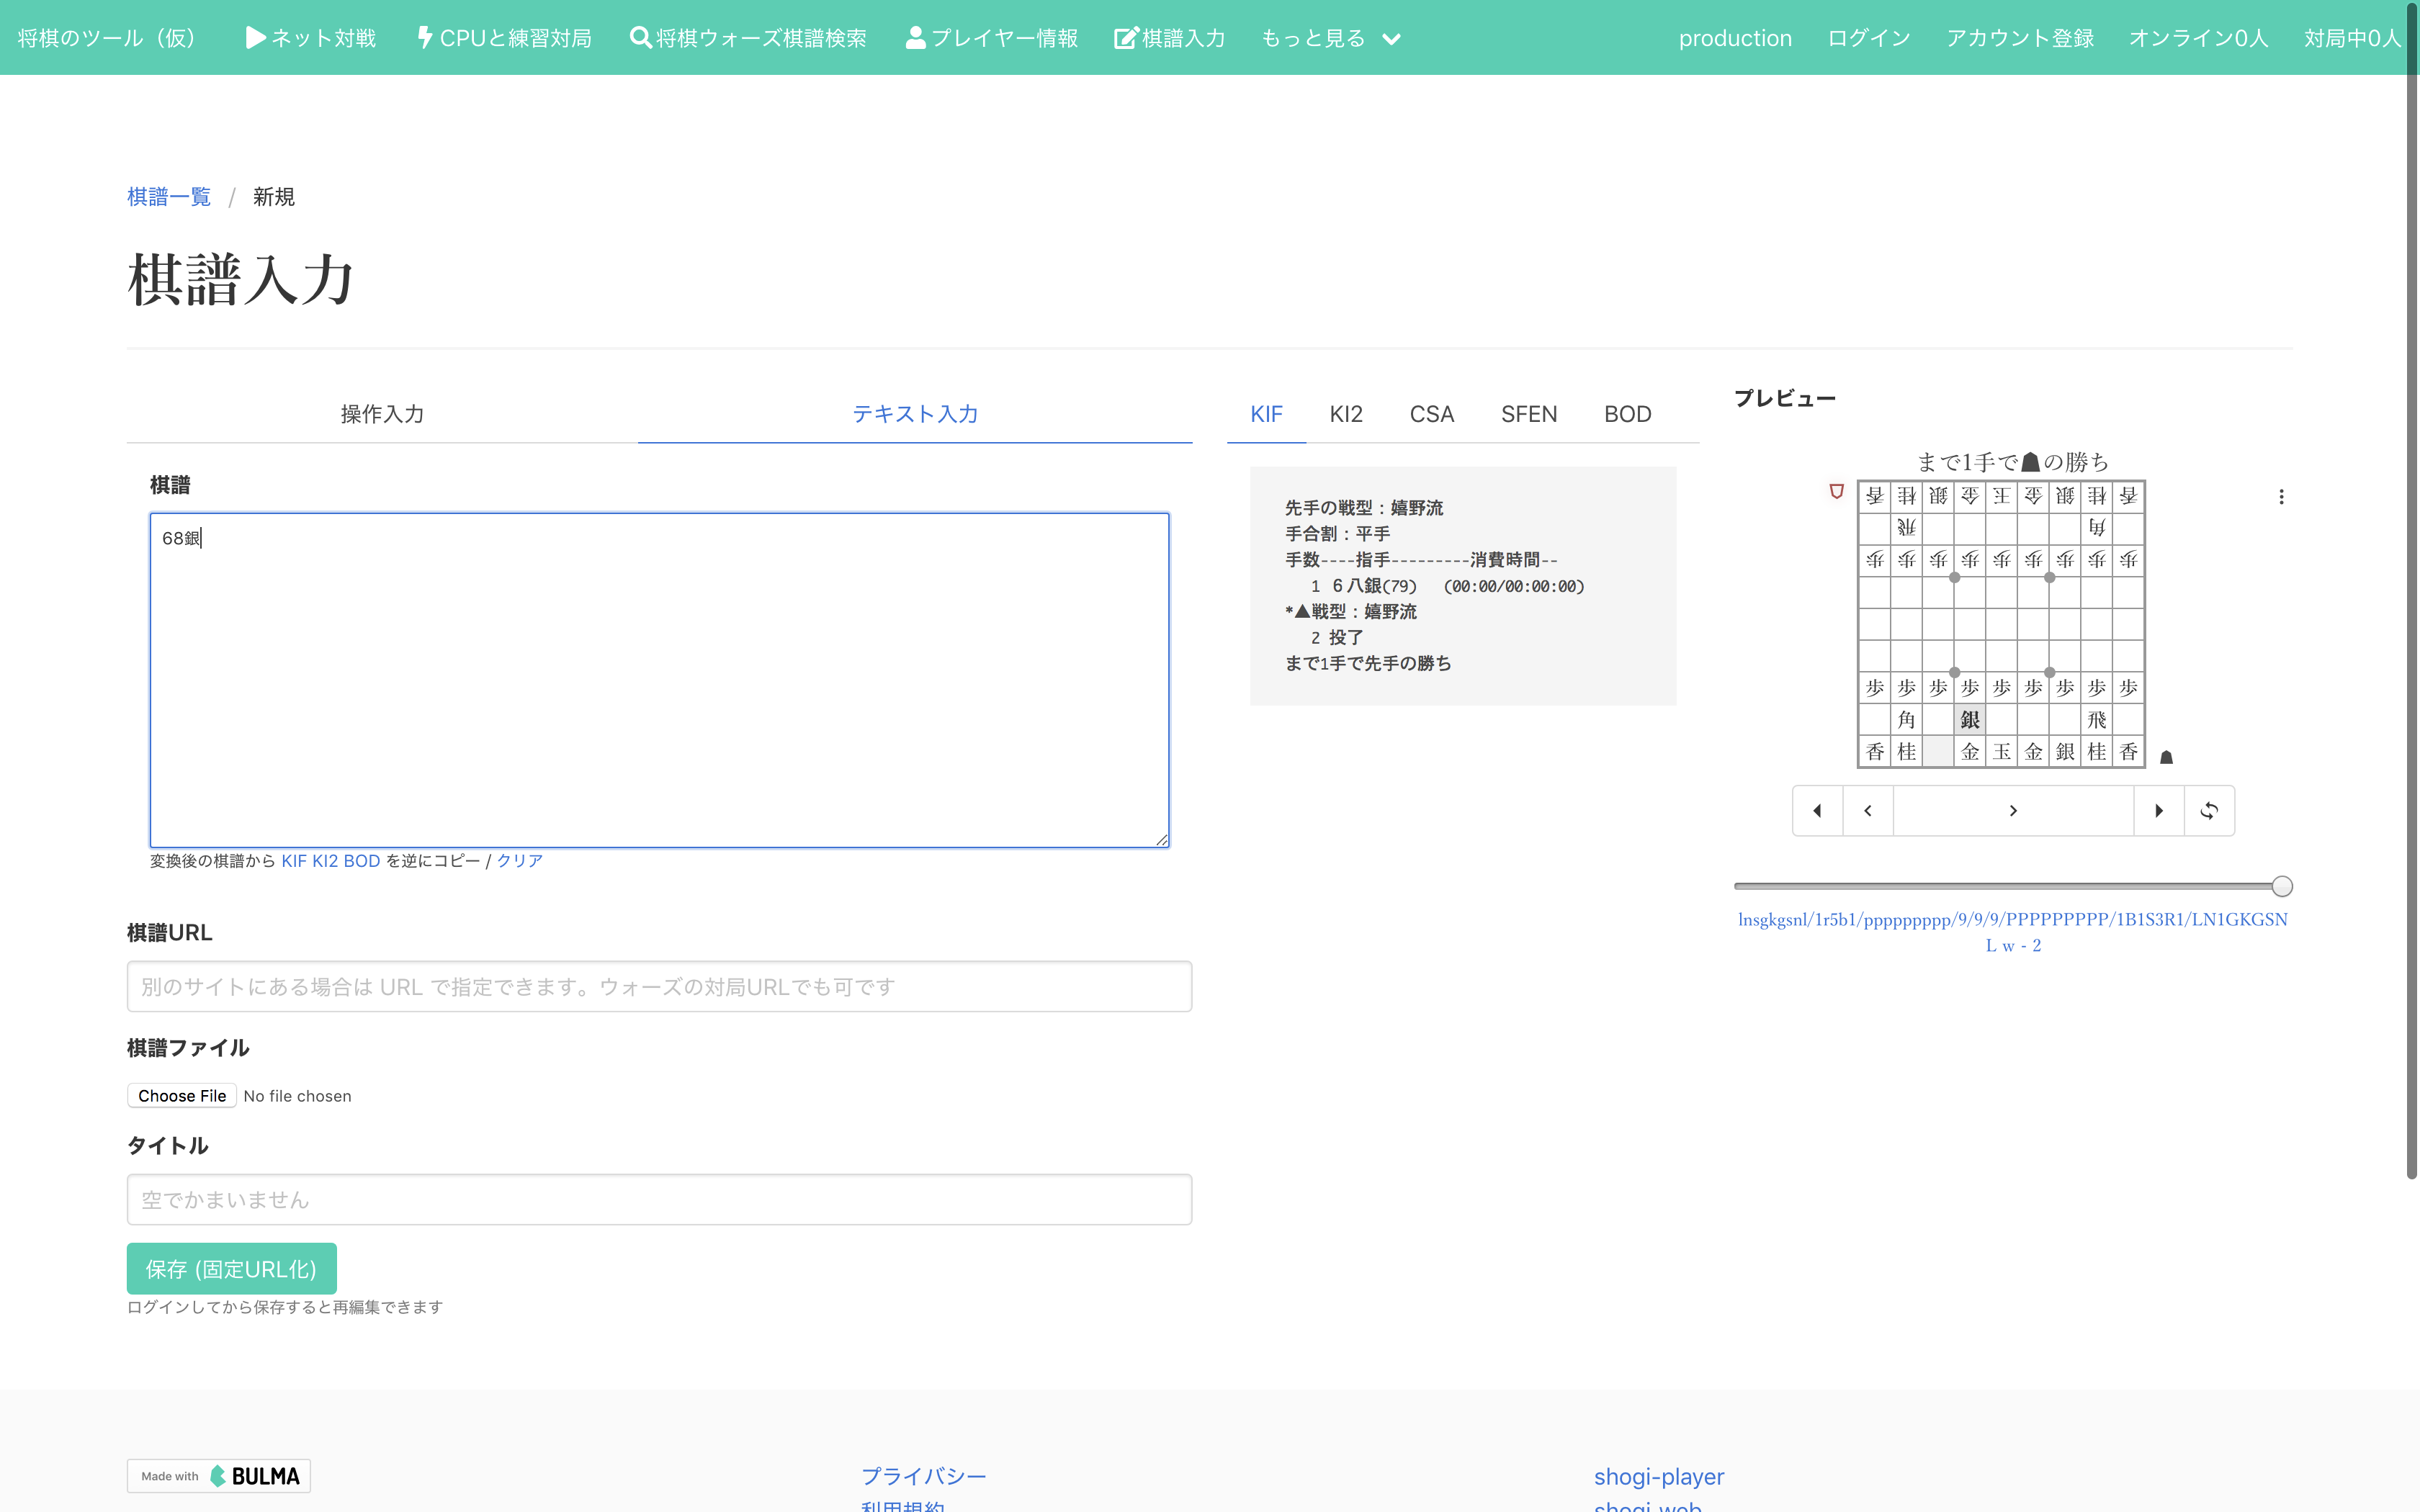 将棋のツール（仮） ネット対戦 CPUと練習対局 将棋ウォーズ棋譜検索 プレイヤー情報 棋譜入力 もっと見る production ログイン アカウント登録 オンライン0人 対局中0人
棋譜一覧 / 新規
棋譜入力
操作入力 テキスト入力
棋譜
68銀
変換後の棋譜から KIF KI2 BOD を逆にコピー / クリア
棋譜URL
別のサイトにある場合は URL で指定できます。ウォーズの対局URLでも可です
棋譜ファイル
Choose File No file chosen
タイトル
空でかまいません
保存 (固定URL化)
ログインしてから保存すると再編集できます
KIF KI2 CSA SFEN BOD
先手の戦型：嬉野流
手合割：平手
手数----指手---------消費時間--
1 ６八銀(79) (00:00/00:00:00)
*▲戦型：嬉野流
2 投了
まで1手で先手の勝ち
プレビュー
まで1手で☗の勝ち
香桂銀金玉金銀桂香
飛 角
歩歩歩歩歩歩歩歩歩
歩歩歩歩歩歩歩歩歩
角 銀 飛
香桂 金玉金銀桂香
lnsgkgsnl/1r5b1/ppppppppp/9/9/9/PPPPPPPPP/1B1S3R1/LN1GKGSN
L w - 2
Made with BULMA
プライバシー
利用規約
shogi-player
shogi-web